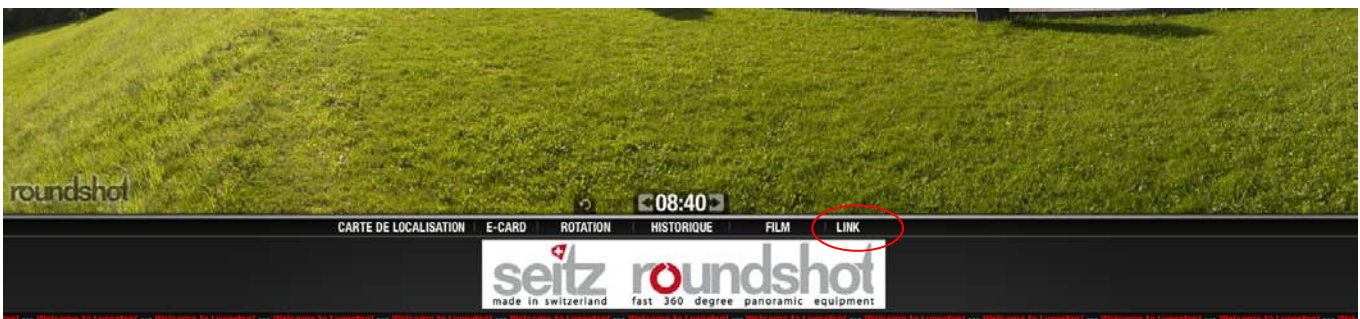 roundshot
08:40
CARTE DE LOCALISATION E-CARD ROTATION HISTORIQUE FILM LINK
seitz roundshot
made in switzerland fast 360 degree panoramic equipment